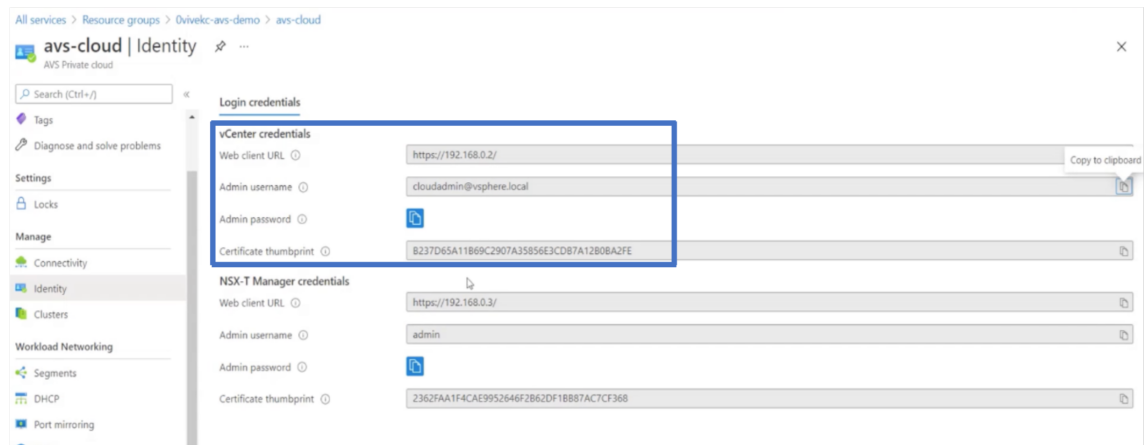 All services > Resource groups > 0vivekc-avs-demo > avs-cloud
avs-cloud | Identity
AVS Private cloud
Search (Ctrl+/)
Tags
Diagnose and solve problems
Settings
Locks
Manage
Connectivity
Identity
Clusters
Workload Networking
Segments
DHCP
Port mirroring
Login credentials
vCenter credentials
Web client URL https://192.168.0.2/
Copy to clipboard
Admin username cloudadmin@vsphere.local
Admin password
Certificate thumbprint B237D65A11B69C2907A35856E3CDB7A12B0BA2FE
NSX-T Manager credentials
Web client URL https://192.168.0.3/
Admin username admin
Admin password
Certificate thumbprint 2362FAA1F4CAE9952646F2B62DF1BB87AC7CF368